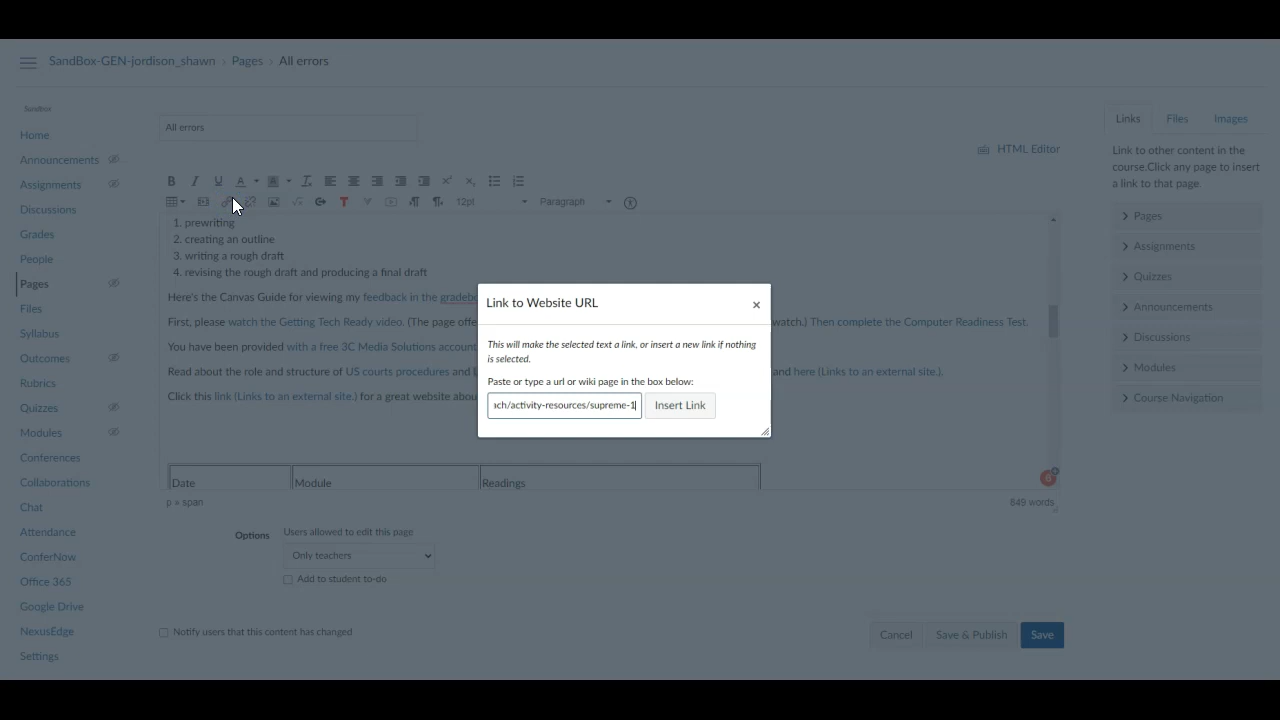 SandBox-GEN-jordison_shawn › Pages › All errors
Sandbox
Home
Announcements
Assignments
Discussions
Grades
People
Pages
Files
Syllabus
Outcomes
Rubrics
Quizzes
Modules
Conferences
Collaborations
Chat
Attendance
ConferNow
Office 365
Google Drive
NexusEdge
Settings
All errors
HTML Editor
12pt
Paragraph
1. prewriting
2. creating an outline
3. writing a rough draft
4. revising the rough draft and producing a final draft
Here's the Canvas Guide for viewing my feedback in the
First, please watch the Getting Tech Ready video. (The page watch.) Then complete the Computer Readiness Test.
You have been provided with a free 3C Media Solutions account
Read about the role and structure of US courts procedures and and here (Links to an external site.).
Click this link (Links to an external site.) for a great website
Date
Module
Readings
p » span
849 words
6
Link to Website URL
×
This will make the selected text a link, or insert a new link if nothing
is selected.
Paste or type a url or wiki page in the box below:
ach/activity-resources/supreme-1
Insert Link
Options
Users allowed to edit this page
Only teachers
Add to student to-do
Notify users that this content has changed
Cancel
Save & Publish
Save
Links
Files
Images
Link to other content in the
course.Click any page to insert
a link to that page.
Pages
Assignments
Quizzes
Announcements
Discussions
Modules
Course Navigation